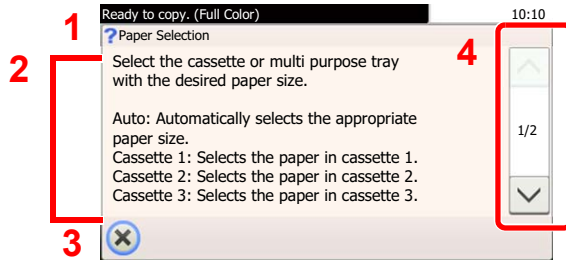 Ready to copy. (Full Color)
10:10
1
?Paper Selection
2
4
Select the cassette or multi purpose tray
with the desired paper size.
Auto: Automatically selects the appropriate
paper size.
1/2
Cassette 1: Selects the paper in cassette 1.
Cassette 2: Selects the paper in cassette 2.
Cassette 3: Selects the paper in cassette 3.
3